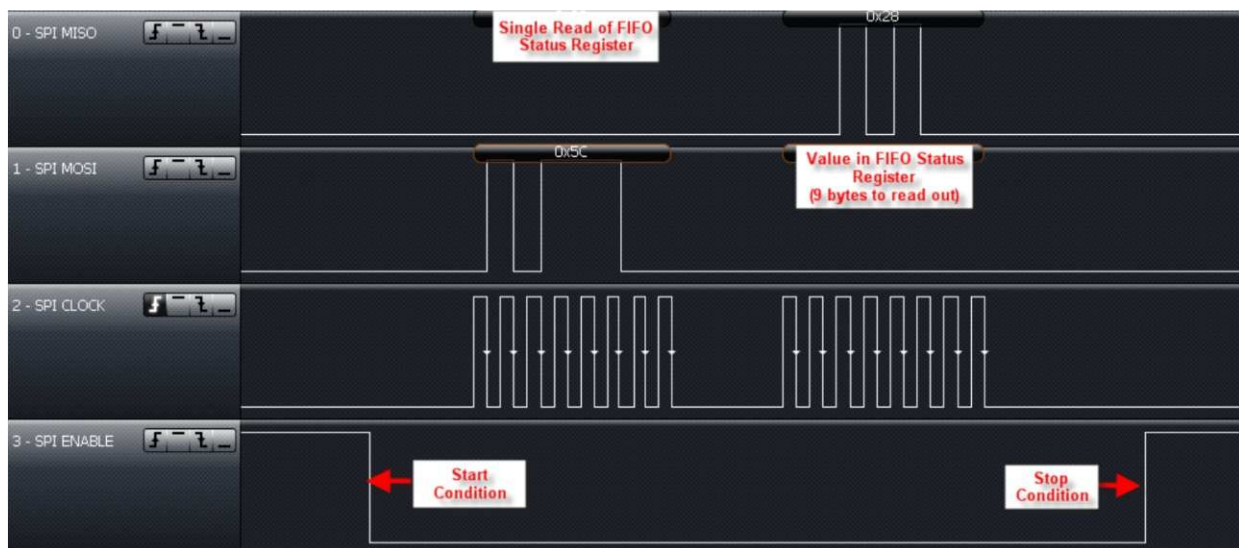 0 - SPI MISO
Single Read of FIFO
Status Register
0x28
1 - SPI MOSI
0x5C
Value in FIFO Status
Register
(9 bytes to read out)
2 - SPI CLOCK
3 - SPI ENABLE
Start
Condition
Stop
Condition